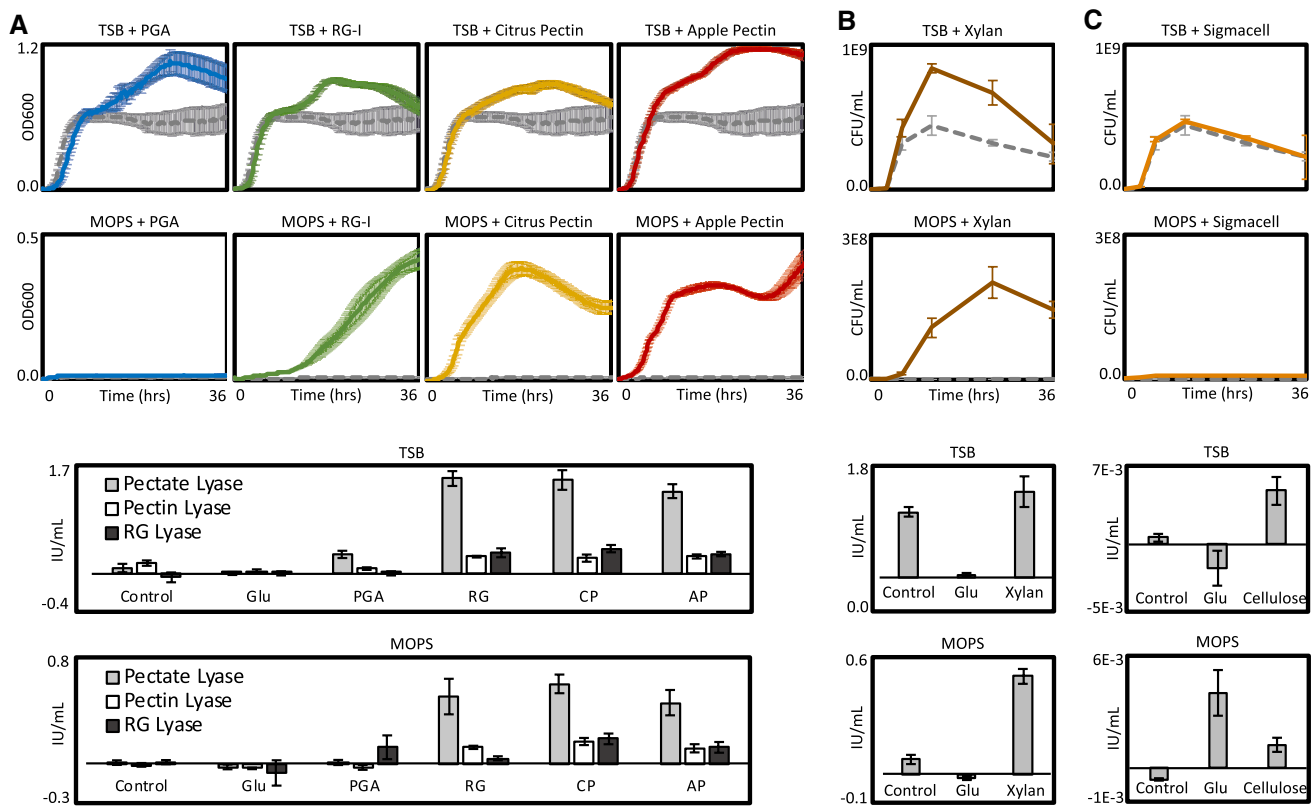 A
B
C
TSB + PGA
TSB + RG-I
TSB + Citrus Pectin
TSB + Apple Pectin
TSB + Xylan
TSB + Sigmacell
1.2
OD600
0.0
1E9
CFU/mL
0.0
1E9
CFU/mL
0.0
MOPS + PGA
MOPS + RG-I
MOPS + Citrus Pectin
MOPS + Apple Pectin
MOPS + Xylan
MOPS + Sigmacell
0.5
OD600
0.0
3E8
CFU/mL
0.0
3E8
CFU/mL
0.0
0 Time (hrs) 36
0 Time (hrs) 36
0 Time (hrs) 36
0 Time (hrs) 36
0 Time (hrs) 36
0 Time (hrs) 36
TSB
1.7
IU/mL
-0.4
Pectate Lyase
Pectin Lyase
RG Lyase
Control Glu PGA RG CP AP
TSB
1.8
IU/mL
0.0
Control Glu Xylan
TSB
7E-3
IU/mL
-5E-3
Control Glu Cellulose
MOPS
0.8
IU/mL
-0.3
Pectate Lyase
Pectin Lyase
RG Lyase
Control Glu PGA RG CP AP
MOPS
0.6
IU/mL
-0.1
Control Glu Xylan
MOPS
6E-3
IU/mL
-1E-3
Control Glu Cellulose